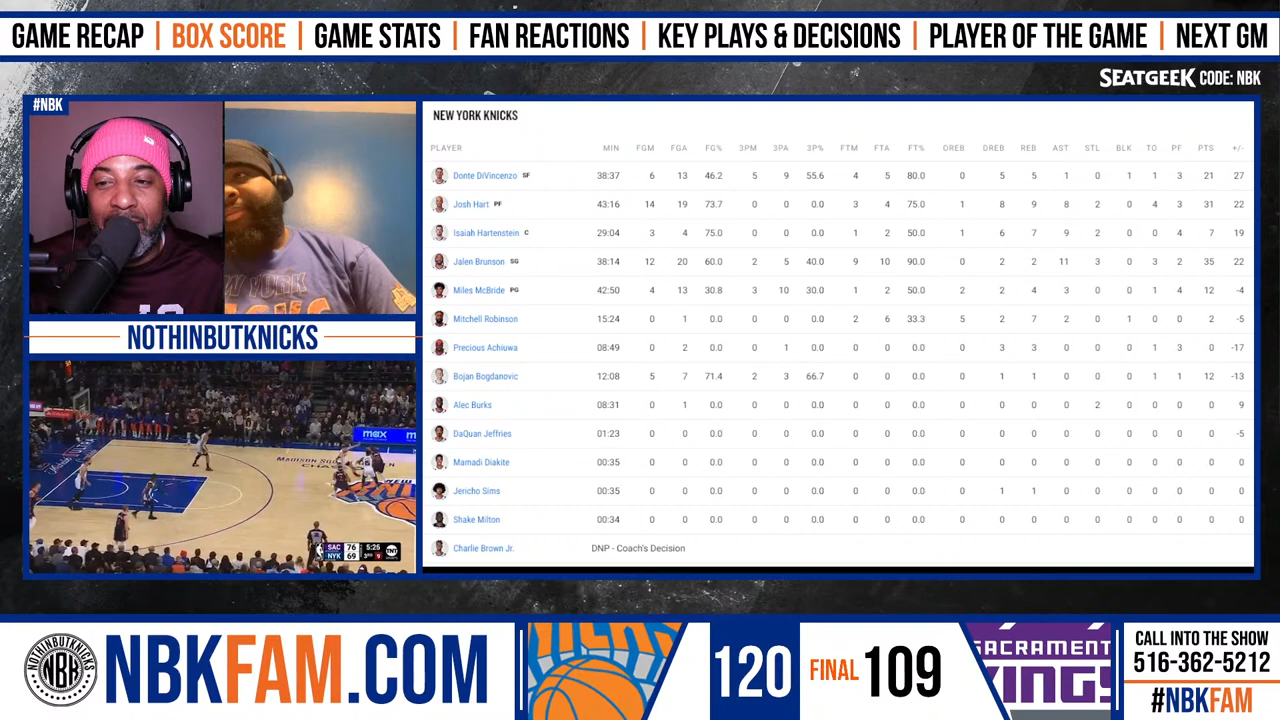 GAME RECAP | BOX SCORE | GAME STATS | FAN REACTIONS | KEY PLAYS & DECISIONS | PLAYER OF THE GAME | NEXT GM
SEATGEEK CODE: NBK
#NBK
NOTHINBUTKNICKS
max
MADISON SQU
SAC 76 5:26
NYK 69 3RD 9
TNT
NEW YORK KNICKS
PLAYER MIN FGM FGA FG% 3PM 3PA 3P% FTM FTA FT% OREB DREB REB AST STL BLK TO PF PTS +/-
Donte DiVincenzo SF 38:37 6 13 46.2 5 9 55.6 4 5 80.0 0 5 5 1 0 1 1 3 21 27
Josh Hart PF 43:16 14 19 73.7 0 0 0.0 3 4 75.0 1 8 9 8 2 0 4 3 31 22
Isaiah Hartenstein C 29:04 3 4 75.0 0 0 0.0 1 2 50.0 1 6 7 9 2 0 0 4 7 19
Jalen Brunson SG 38:14 12 20 60.0 2 5 40.0 9 10 90.0 0 2 2 11 3 0 3 2 35 22
Miles McBride PG 42:50 4 13 30.8 3 10 30.0 1 2 50.0 2 2 4 3 0 0 1 4 12 -4
Mitchell Robinson 15:24 0 1 0.0 0 0 0.0 2 6 33.3 5 2 7 2 0 1 0 0 2 -5
Precious Achiuwa 08:49 0 2 0.0 0 1 0.0 0 0 0.0 0 3 3 0 0 0 1 3 0 -17
Bojan Bogdanovic 12:08 5 7 71.4 2 3 66.7 0 0 0.0 0 1 1 0 0 0 1 1 12 -13
Alec Burks 08:31 0 1 0.0 0 0 0.0 0 0 0.0 0 0 0 0 2 0 0 0 0 9
DaQuan Jeffries 01:23 0 0 0.0 0 0 0.0 0 0 0.0 0 0 0 0 0 0 0 0 0 -5
Mamadi Diakite 00:35 0 0 0.0 0 0 0.0 0 0 0.0 0 0 0 0 0 0 0 0 0 0
Jericho Sims 00:35 0 0 0.0 0 0 0.0 0 0 0.0 0 1 1 0 0 0 0 0 0 0
Shake Milton 00:34 0 0 0.0 0 0 0.0 0 0 0.0 0 0 0 0 0 0 0 0 0 0
Charlie Brown Jr. DNP - Coach's Decision
NOTHINBUTKNICKS
NBK
NBKFAM.COM
120 FINAL 109
SACRAMENT
KINGS
CALL INTO THE SHOW
516-362-5212
#NBKFAM